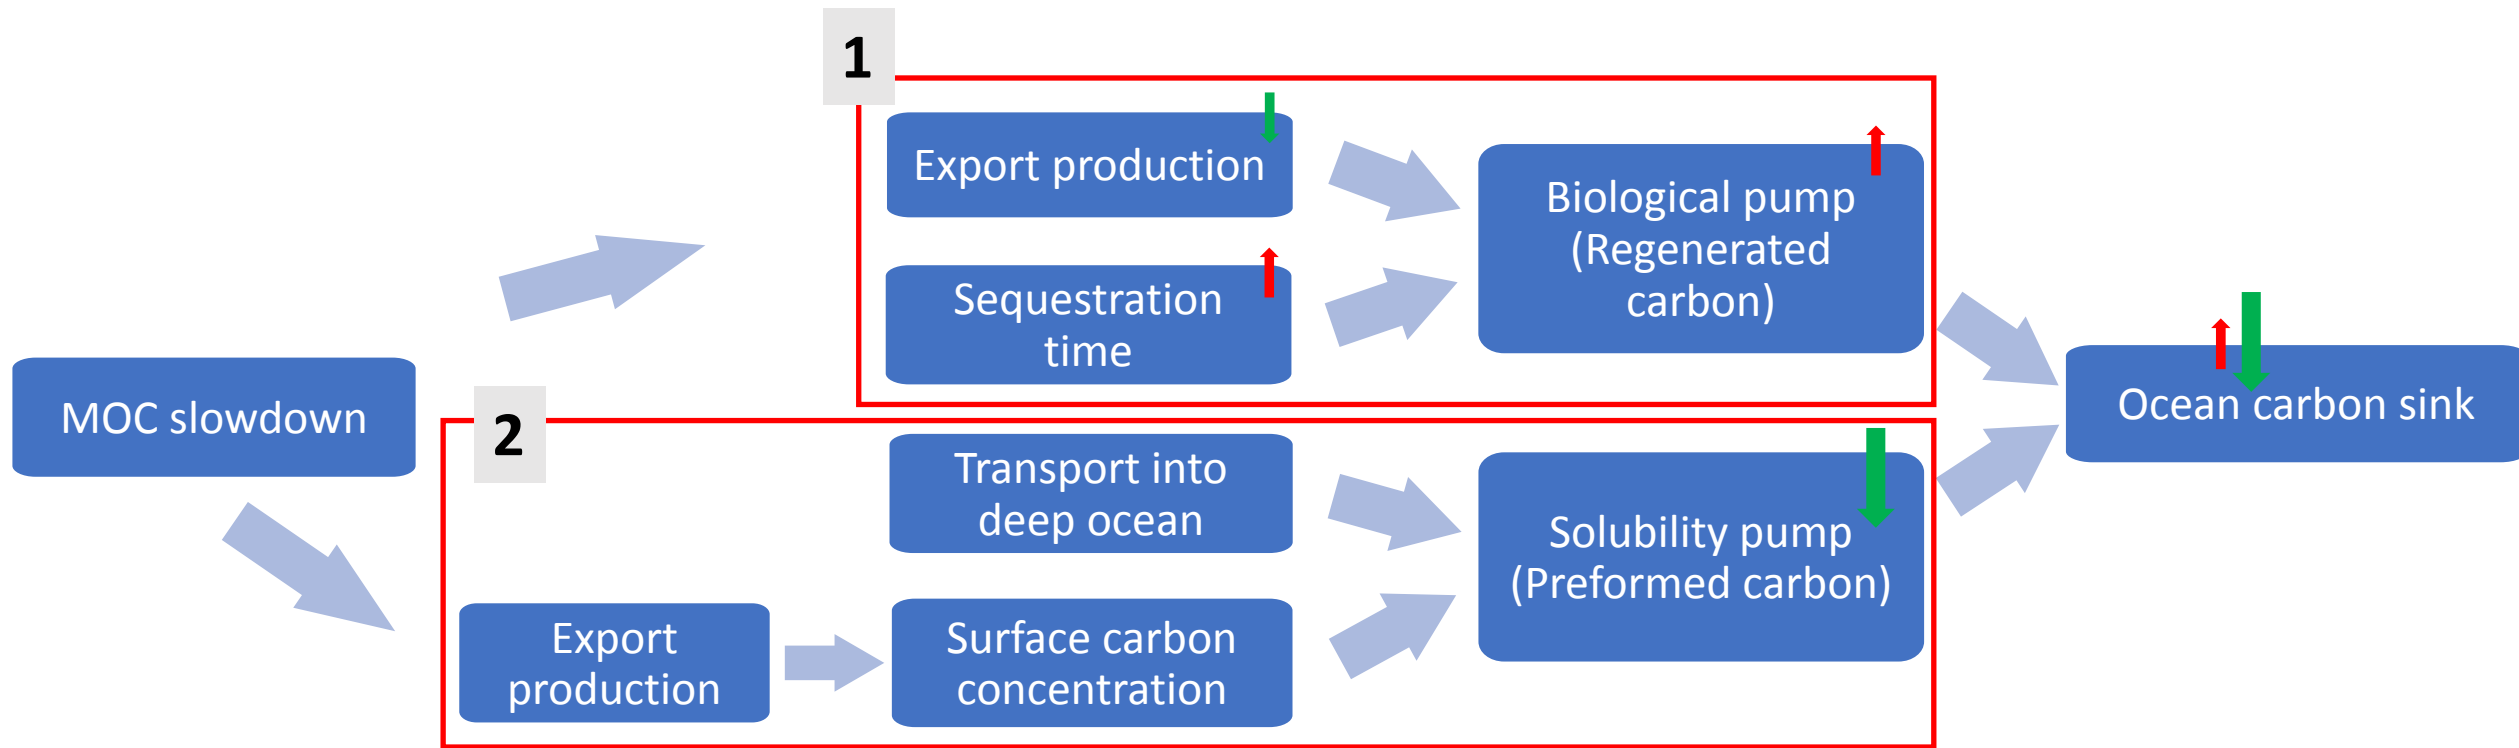 1
Export production
Sequestration
time
Biological pump
(Regenerated
carbon)
MOC slowdown
Ocean carbon sink
2
Transport into
deep ocean
Export
production
Surface carbon
concentration
Solubility pump
(Preformed carbon)